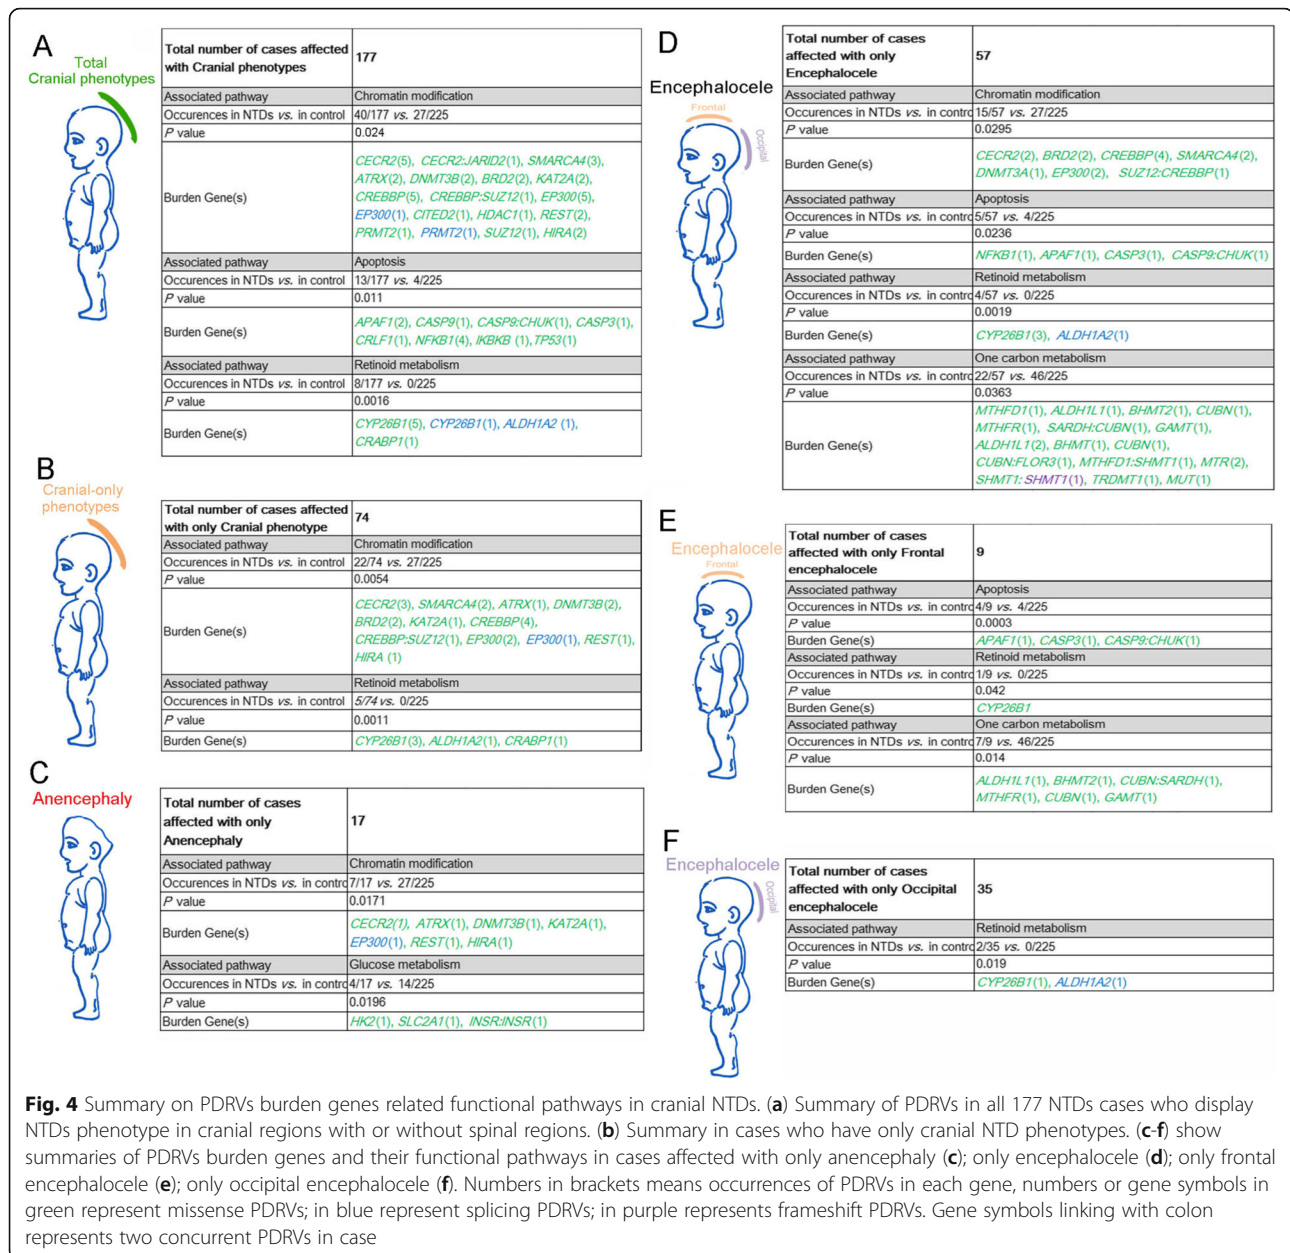 A
Total
Cranial phenotypes
Total number of cases affected
with Cranial phenotypes
177
Associated pathway Chromatin modification
Occurences in NTDs vs. in control 40/177 vs. 27/225
P value 0.024
Burden Gene(s)
CECR2(5), CECR2:JARID2(1), SMARCA4(3),
ATRX(2), DNMT3B(2), BRD2(2), KAT2A(2),
CREBBP(5), CREBBP:SUZ12(1), EP300(5),
EP300(1), CITED2(1), HDAC1(1), REST(2),
PRMT2(1), PRMT2(1), SUZ12(1), HIRA(2)
Associated pathway Apoptosis
Occurences in NTDs vs. in control 13/177 vs. 4/225
P value 0.011
Burden Gene(s)
APAF1(2), CASP9(1), CASP9:CHUK(1), CASP3(1),
CRLF1(1), NFKB1(4), IKBKB (1),TP53(1)
Associated pathway Retinoid metabolism
Occurences in NTDs vs. in control 8/177 vs. 0/225
P value 0.0016
Burden Gene(s)
CYP26B1(5), CYP26B1(1), ALDH1A2 (1),
CRABP1(1)
B
Cranial-only
phenotypes
Total number of cases affected
with only Cranial phenotype
74
Associated pathway Chromatin modification
Occurences in NTDs vs. in control 22/74 vs. 27/225
P value 0.0054
Burden Gene(s)
CECR2(3), SMARCA4(2), ATRX(1), DNMT3B(2),
BRD2(2), KAT2A(1), CREBBP(4),
CREBBP:SUZ12(1), EP300(2), EP300(1), REST(1),
HIRA (1)
Associated pathway Retinoid metabolism
Occurences in NTDs vs. in control 5/74 vs. 0/225
P value 0.0011
Burden Gene(s) CYP26B1(3), ALDH1A2(1), CRABP1(1)
C
Anencephaly
Total number of cases
affected with only
Anencephaly
17
Associated pathway Chromatin modification
Occurences in NTDs vs. in contro 7/17 vs. 27/225
P value 0.0171
Burden Gene(s)
CECR2(1), ATRX(1), DNMT3B(1), KAT2A(1),
EP300(1), REST(1), HIRA(1)
Associated pathway Glucose metabolism
Occurences in NTDs vs. in contro 4/17 vs. 14/225
P value 0.0196
Burden Gene(s) HK2(1), SLC2A1(1), INSR:INSR(1)
D
Encephalocele
Frontal
Occipital
Total number of cases
affected with only
Encephalocele
57
Associated pathway Chromatin modification
Occurences in NTDs vs. in contro 15/57 vs. 27/225
P value 0.0295
Burden Gene(s)
CECR2(2), BRD2(2), CREBBP(4), SMARCA4(2),
DNMT3A(1), EP300(2), SUZ12:CREBBP(1)
Associated pathway Apoptosis
Occurences in NTDs vs. in contro 5/57 vs. 4/225
P value 0.0236
Burden Gene(s) NFKB1(1), APAF1(1), CASP3(1), CASP9:CHUK(1)
Associated pathway Retinoid metabolism
Occurences in NTDs vs. in contro 4/57 vs. 0/225
P value 0.0019
Burden Gene(s) CYP26B1(3), ALDH1A2(1)
Associated pathway One carbon metabolism
Occurences in NTDs vs. in contro 22/57 vs. 46/225
P value 0.0363
Burden Gene(s)
MTHFD1(1), ALDH1L1(1), BHMT2(1), CUBN(1),
MTHFR(1), SARDH:CUBN(1), GAMT(1),
ALDH1L1(2), BHMT(1), CUBN(1),
CUBN:FLOR3(1), MTHFD1:SHMT1(1), MTR(2),
SHMT1: SHMT1(1), TRDMT1(1), MUT(1)
E
Encephalocele
Frontal
Total number of cases
affected with only Frontal
encephalocele
9
Associated pathway Apoptosis
Occurences in NTDs vs. in contro 4/9 vs. 4/225
P value 0.0003
Burden Gene(s) APAF1(1), CASP3(1), CASP9:CHUK(1)
Associated pathway Retinoid metabolism
Occurences in NTDs vs. in contro 1/9 vs. 0/225
P value 0.042
Burden Gene(s) CYP26B1
Associated pathway One carbon metabolism
Occurences in NTDs vs. in contro 7/9 vs. 46/225
P value 0.014
Burden Gene(s)
ALDH1L1(1), BHMT2(1), CUBN:SARDH(1),
MTHFR(1), CUBN(1), GAMT(1)
F
Encephalocele
Occipital
Total number of cases
affected with only Occipital
encephalocele
35
Associated pathway Retinoid metabolism
Occurences in NTDs vs. in contro 2/35 vs. 0/225
P value 0.019
Burden Gene(s) CYP26B1(1), ALDH1A2(1)
Fig. 4 Summary on PDRVs burden genes related functional pathways in cranial NTDs. (a) Summary of PDRVs in all 177 NTDs cases who display
NTDs phenotype in cranial regions with or without spinal regions. (b) Summary in cases who have only cranial NTD phenotypes. (c-f) show
summaries of PDRVs burden genes and their functional pathways in cases affected with only anencephaly (c); only encephalocele (d); only frontal
encephalocele (e); only occipital encephalocele (f). Numbers in brackets means occurrences of PDRVs in each gene, numbers or gene symbols in
green represent missense PDRVs; in blue represent splicing PDRVs; in purple represents frameshift PDRVs. Gene symbols linking with colon
represents two concurrent PDRVs in case